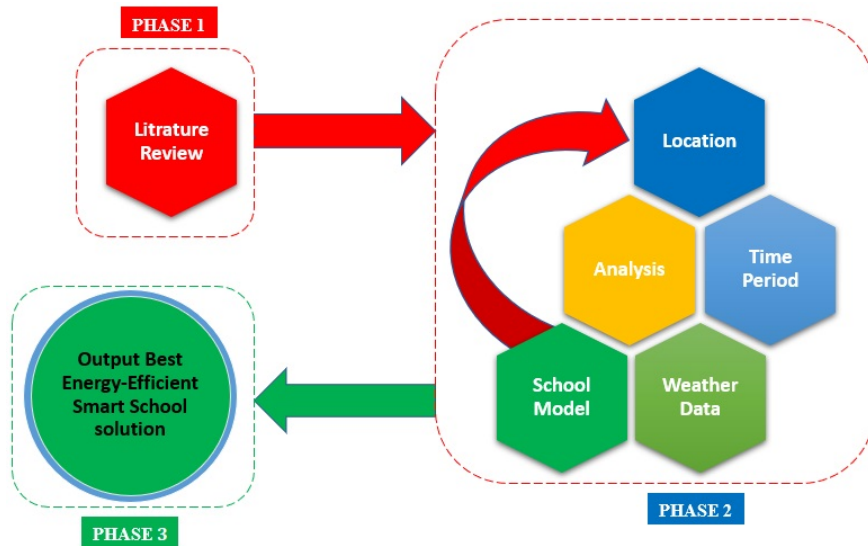 PHASE 1
Litrature
Review
Location
Analysis
Time
Period
School
Model
Weather
Data
PHASE 2
Output Best
Energy-Efficient
Smart School
solution
PHASE 3